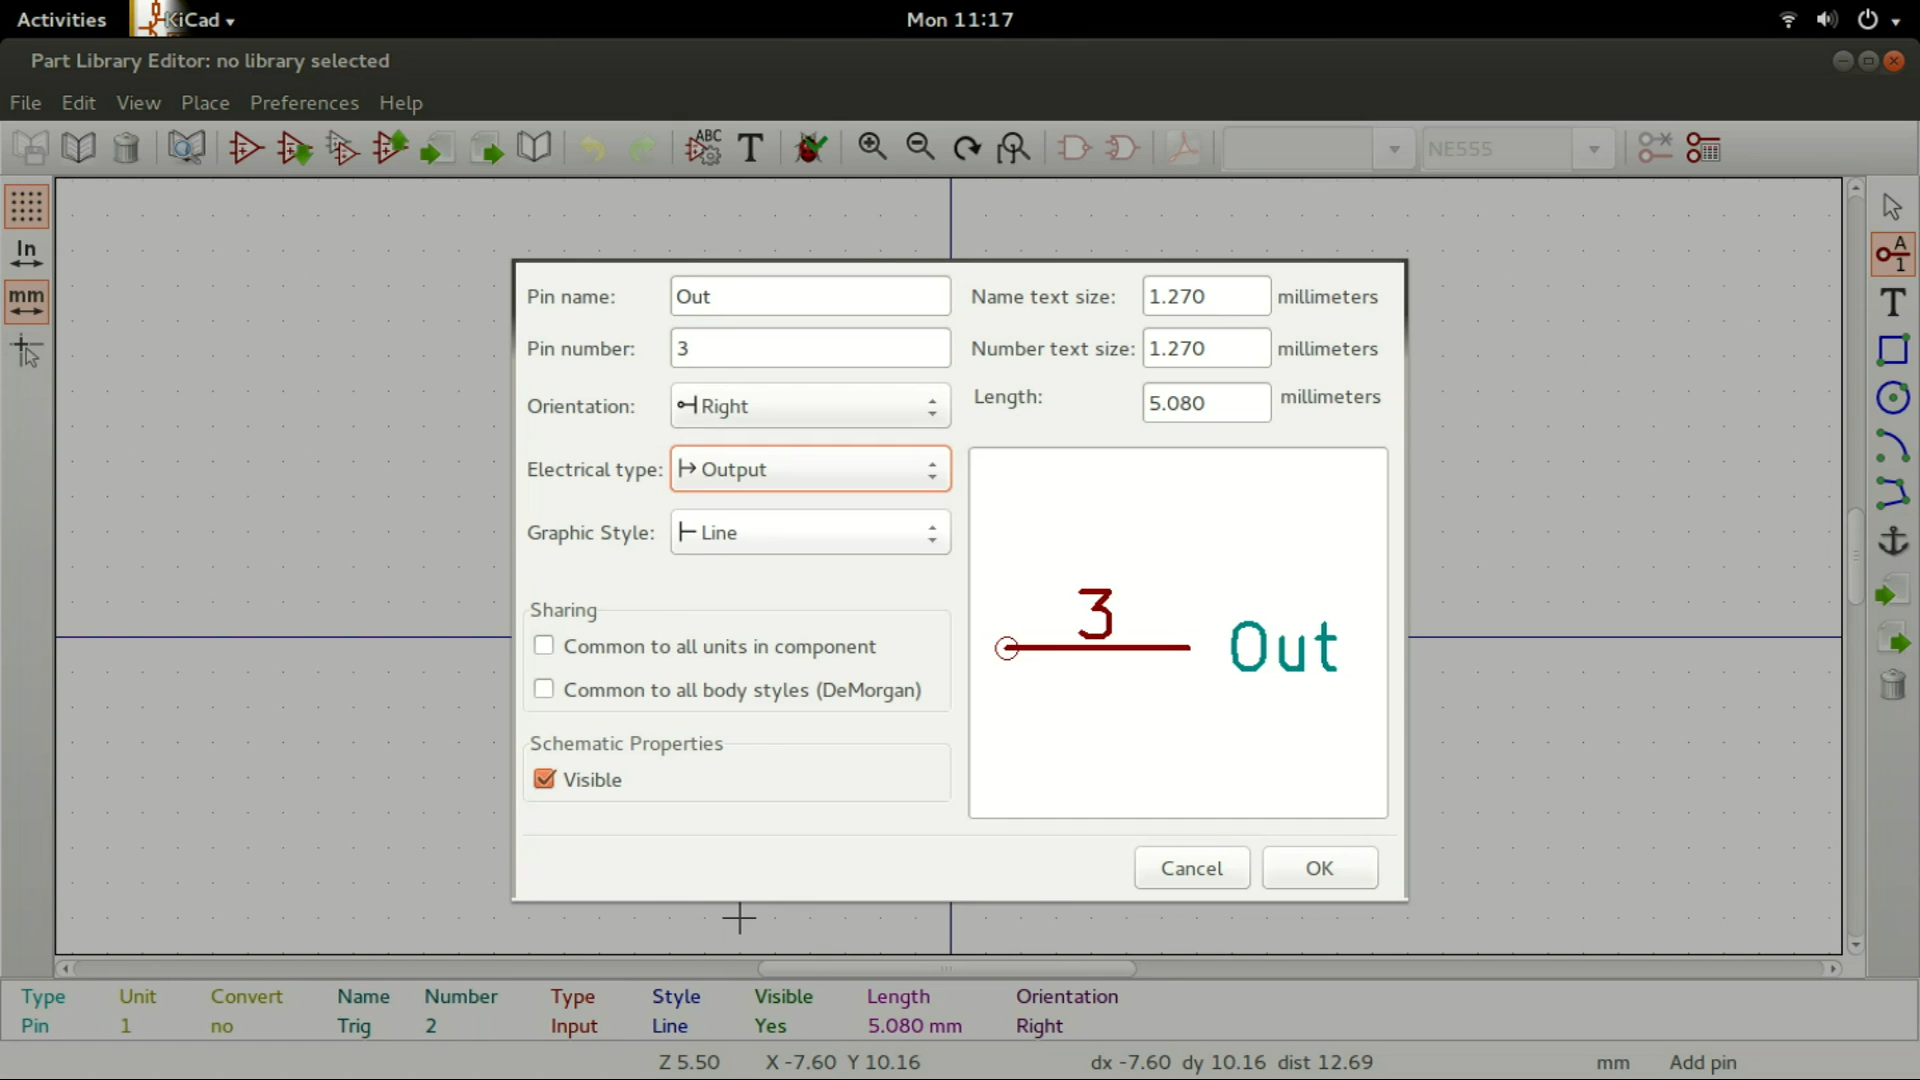 Activities KiCad Mon 11:17
Part Library Editor: no library selected
File Edit View Place Preferences Help
ABC T NE555
In
mm
A
1
T
Pin name: Out Name text size: 1.270 millimeters
Pin number: 3 Number text size: 1.270 millimeters
Orientation: Right Length: 5.080 millimeters
Electrical type: Output
Graphic Style: Line
Sharing
Common to all units in component
Common to all body styles (DeMorgan)
3
Out
Schematic Properties
Visible
Cancel OK
Type Unit Convert Name Number Type Style Visible Length Orientation
Pin 1 no Trig 2 Input Line Yes 5.080 mm Right
Z 5.50 X -7.60 Y 10.16 dx -7.60 dy 10.16 dist 12.69 mm Add pin